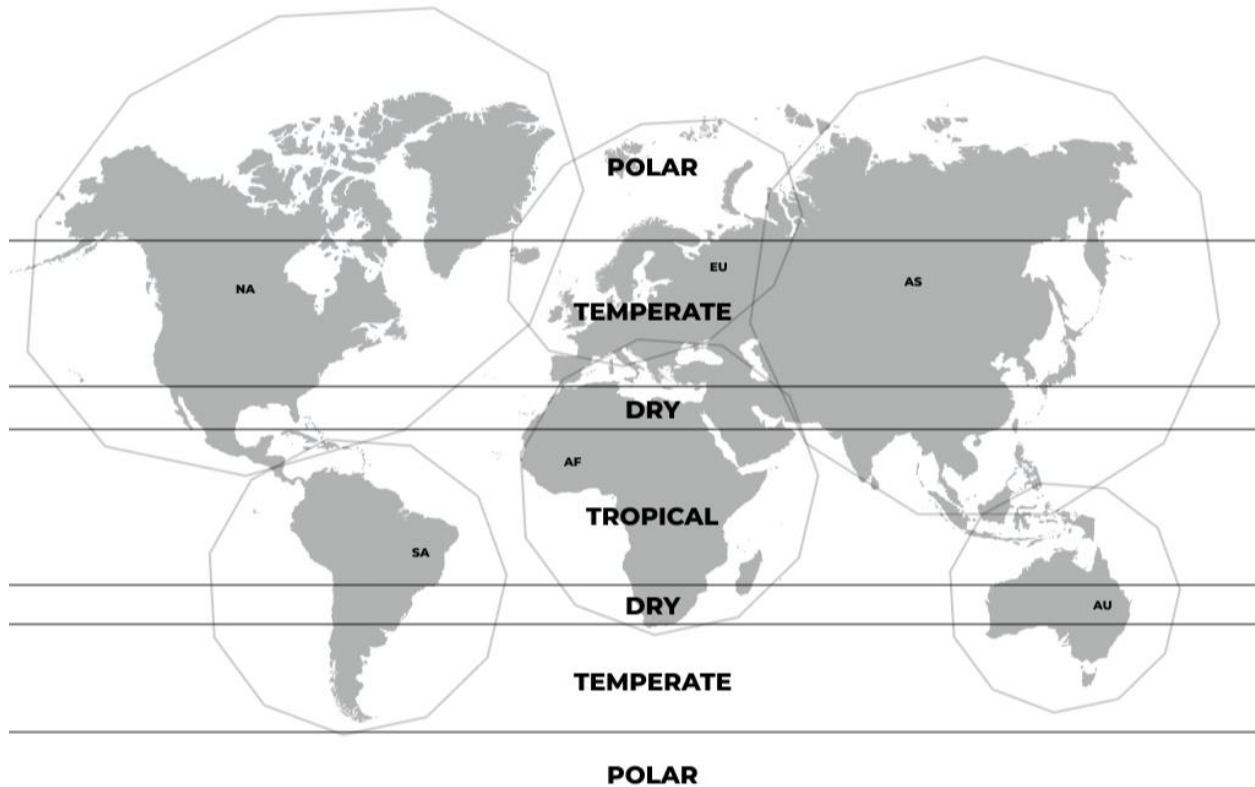 POLAR
EU
AS
NA
TEMPERATE
DRY
AF
TROPICAL
SA
DRY
AU
TEMPERATE
POLAR